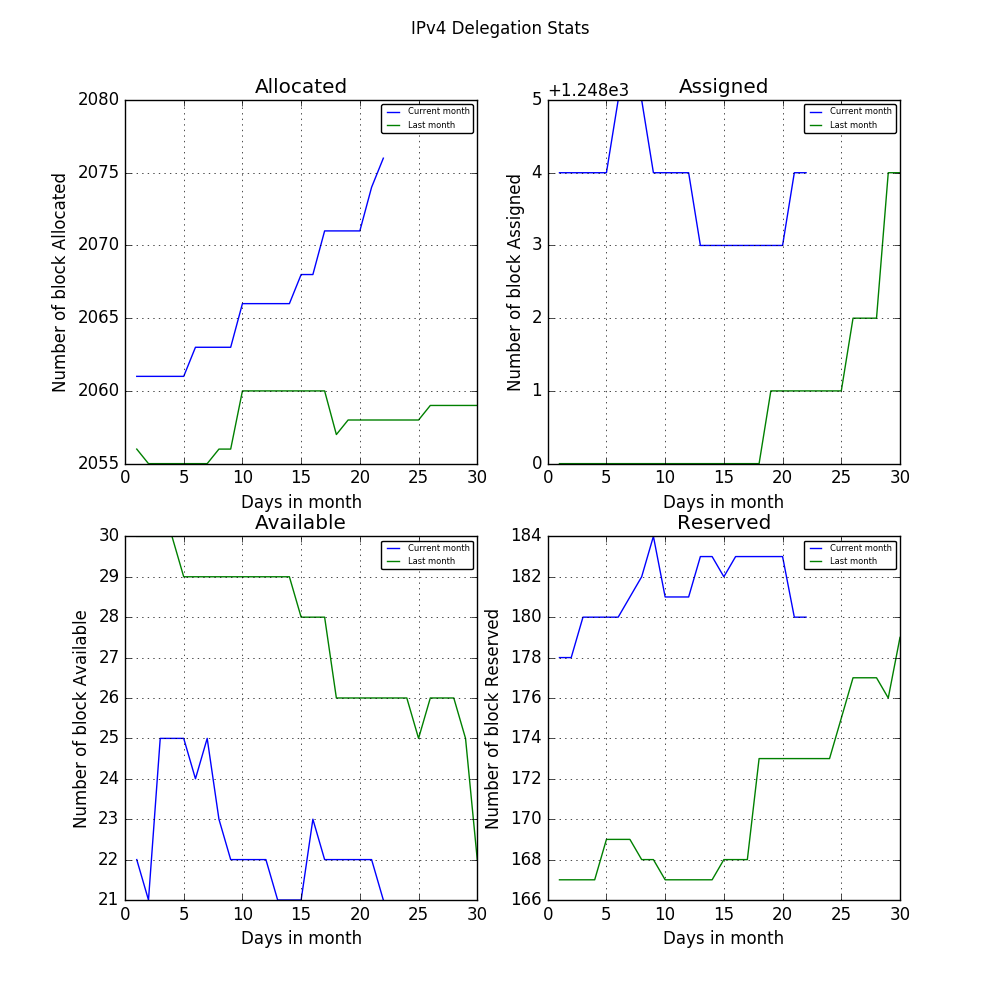 IPv4 Delegation Stats
Allocated
2080
2075
2070
2065
2060
2055
Number of block Allocated
0 5 10 15 20 25 30
Days in month
Current month
Last month
+1.248e3
Assigned
5
4
3
2
1
0
Number of block Assigned
0 5 10 15 20 25 30
Days in month
Current month
Last month
Available
30
29
28
27
26
25
24
23
22
21
Number of block Available
0 5 10 15 20 25 30
Days in month
Current month
Last month
Reserved
184
182
180
178
176
174
172
170
168
166
Number of block Reserved
0 5 10 15 20 25 30
Days in month
Current month
Last month